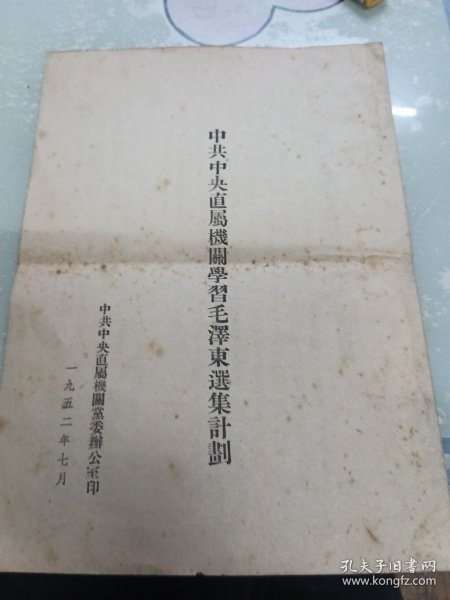 中共中央直屬機關學習毛澤東選集計劃
中共中央直屬機關黨委辦公室印
一九五二年七月
孔夫子旧书网
www.kongfz.com